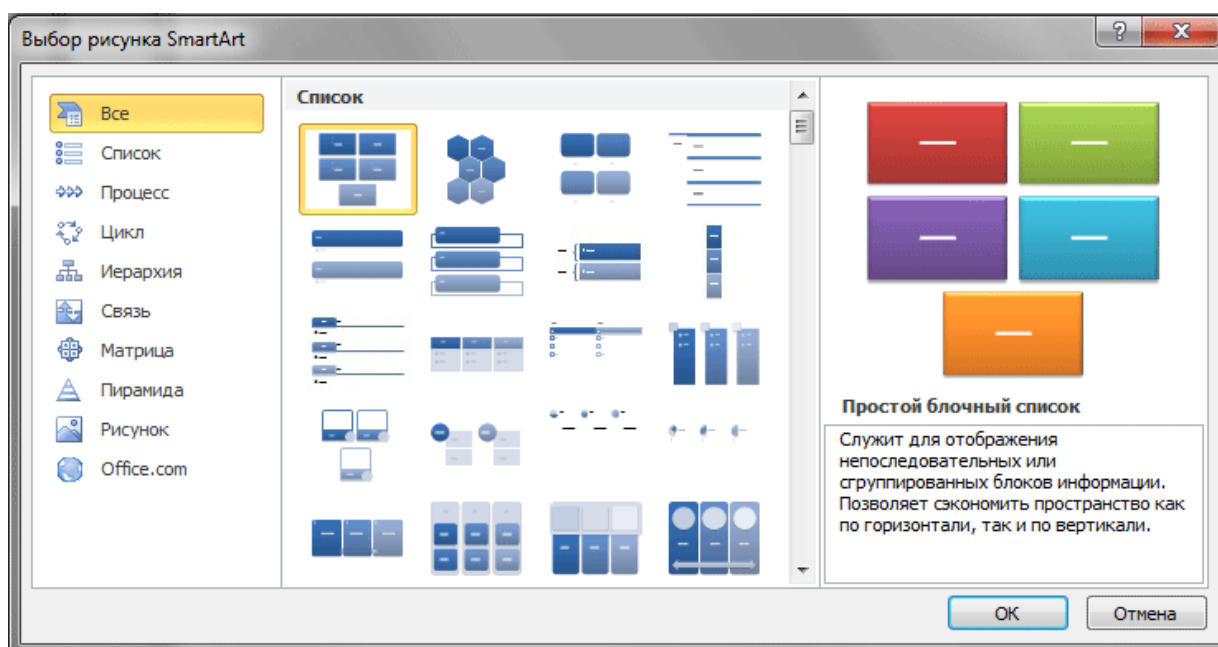 Выбор рисунка SmartArt
Все
Список
Процесс
Цикл
Иерархия
Связь
Матрица
Пирамида
Рисунок
Office.com
Список
Простой блочный список
Служит для отображения
непоследовательных или
сгруппированных блоков информации.
Позволяет сэкономить пространство как
по горизонтали, так и по вертикали.
ОК
Отмена